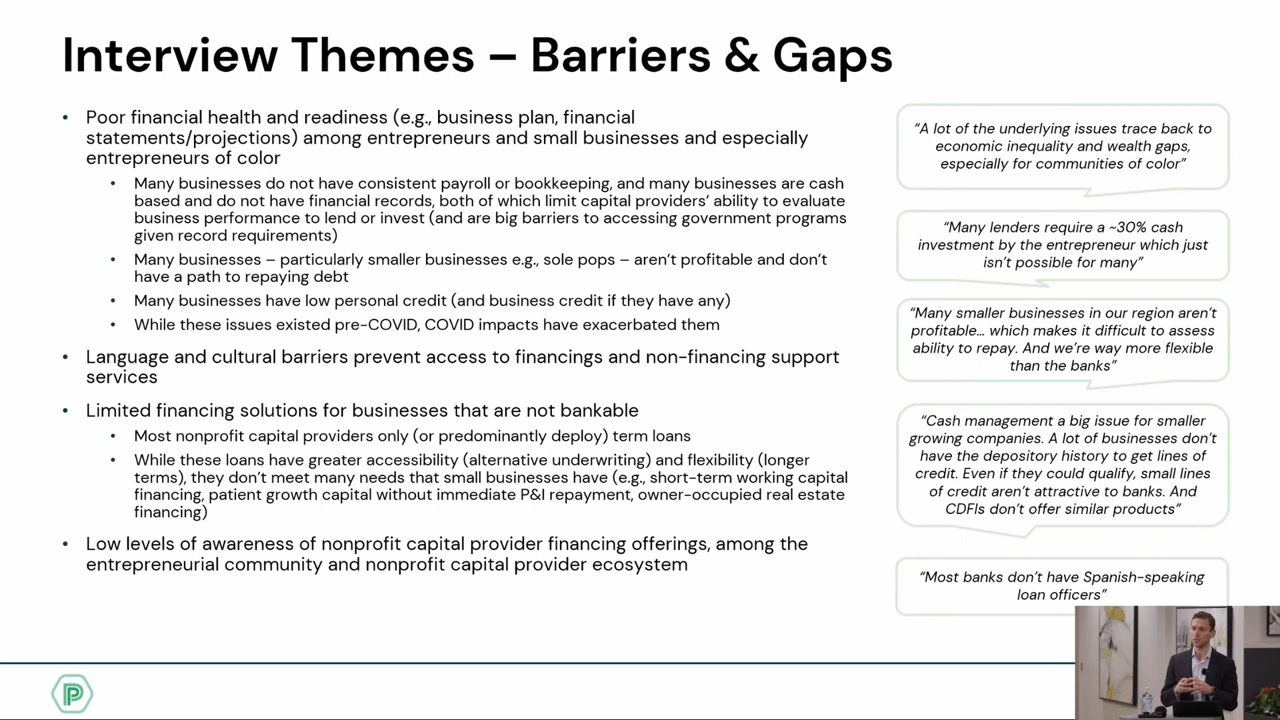 Interview Themes – Barriers & Gaps
• Poor financial health and readiness (e.g., business plan, financial
statements/projections) among entrepreneurs and small businesses and especially
entrepreneurs of color
• Many businesses do not have consistent payroll or bookkeeping, and many businesses are cash
based and do not have financial records, both of which limit capital providers’ ability to evaluate
business performance to lend or invest (and are big barriers to accessing government programs
given record requirements)
• Many businesses – particularly smaller businesses e.g., sole pops – aren’t profitable and don’t
have a path to repaying debt
• Many businesses have low personal credit (and business credit if they have any)
• While these issues existed pre-COVID, COVID impacts have exacerbated them
• Language and cultural barriers prevent access to financings and non-financing support
services
• Limited financing solutions for businesses that are not bankable
• Most nonprofit capital providers only (or predominantly deploy) term loans
• While these loans have greater accessibility (alternative underwriting) and flexibility (longer
terms), they don’t meet many needs that small businesses have (e.g., short-term working capital
financing, patient growth capital without immediate P&I repayment, owner-occupied real estate
financing)
• Low levels of awareness of nonprofit capital provider financing offerings, among the
entrepreneurial community and nonprofit capital provider ecosystem
“A lot of the underlying issues trace back to
economic inequality and wealth gaps,
especially for communities of color”
“Many lenders require a ~30% cash
investment by the entrepreneur which just
isn’t possible for many”
“Many smaller businesses in our region aren’t
profitable… which makes it difficult to assess
ability to repay. And we’re way more flexible
than the banks”
“Cash management a big issue for smaller
growing companies. A lot of businesses don’t
have the depository history to get lines of
credit. Even if they could qualify, small lines
of credit aren’t attractive to banks. And
CDFIs don’t offer similar products”
“Most banks don’t have Spanish-speaking
loan officers”
P